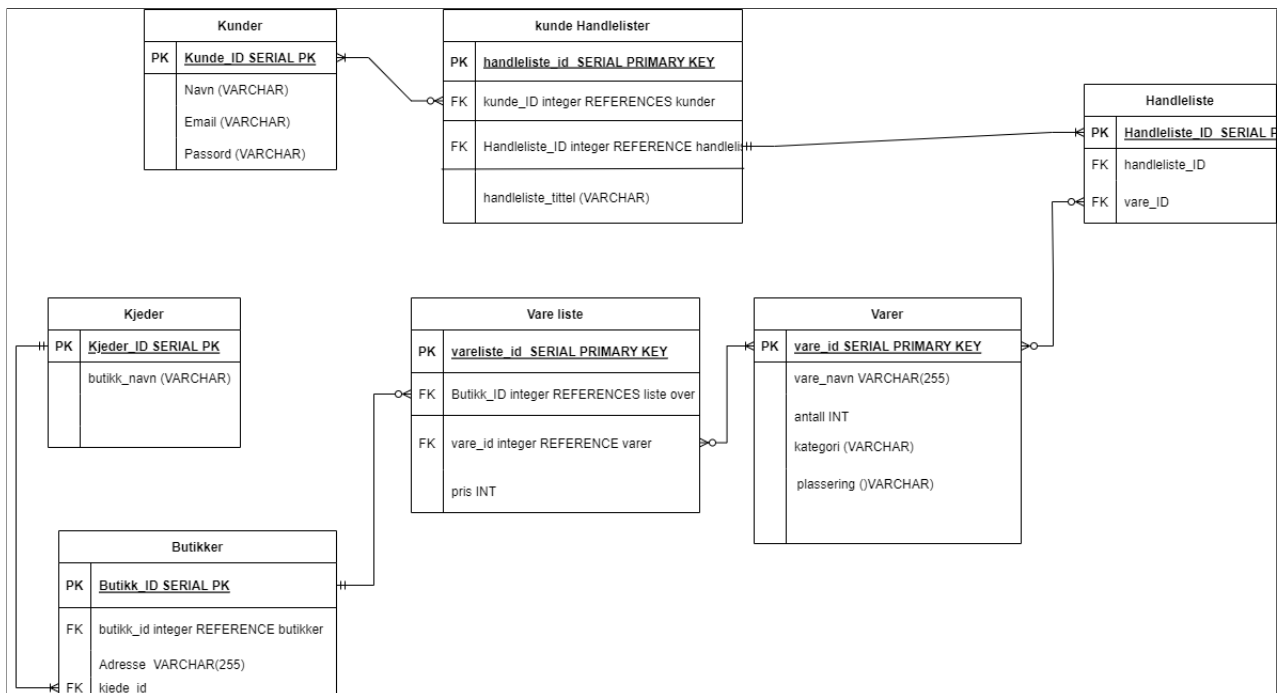 Kunder
PK Kunde_ID SERIAL PK
Navn (VARCHAR)
Email (VARCHAR)
Passord (VARCHAR)
kunde Handlelister
PK handleliste_id SERIAL PRIMARY KEY
FK kunde_ID integer REFERENCES kunder
FK Handleliste_ID integer REFERENCE handlelis
handleliste_tittel (VARCHAR)
Handleliste
PK Handleliste_ID SERIAL P
FK handleliste_ID
FK vare_ID
Kjeder
PK Kjeder_ID SERIAL PK
butikk_navn (VARCHAR)
Vare liste
PK vareliste_id SERIAL PRIMARY KEY
FK Butikk_ID integer REFERENCES liste over
FK vare_id integer REFERENCE varer
pris INT
Varer
PK vare_id SERIAL PRIMARY KEY
vare_navn VARCHAR(255)
antall INT
kategori (VARCHAR)
plassering ()VARCHAR)
Butikker
PK Butikk_ID SERIAL PK
FK butikk_id integer REFERENCE butikker
Adresse VARCHAR(255)
FK kjede_id